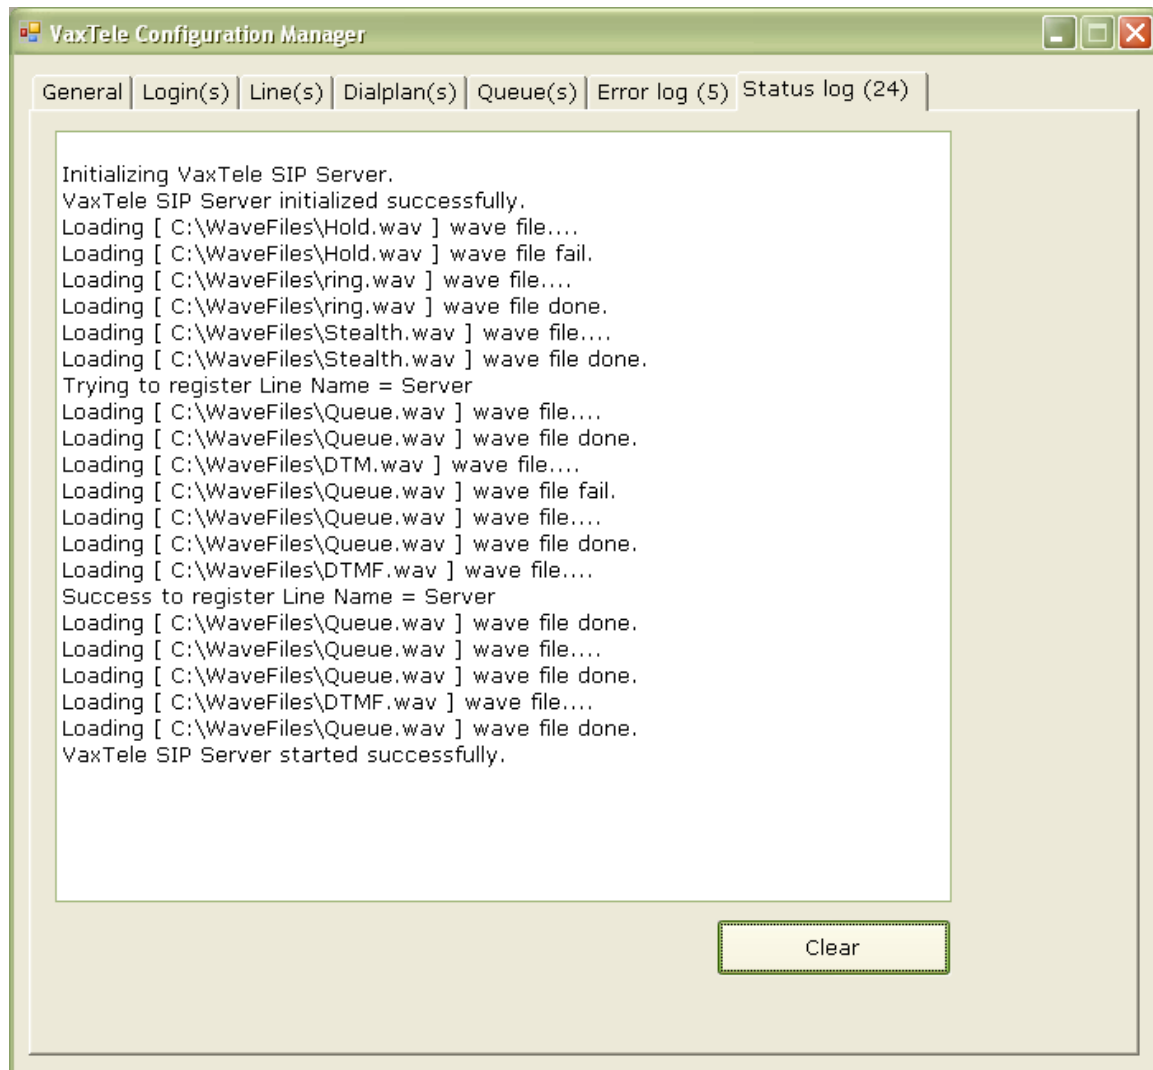 VaxTele Configuration Manager
General Login(s) Line(s) Dialplan(s) Queue(s) Error log (5) Status log (24)
Initializing VaxTele SIP Server.
VaxTele SIP Server initialized successfully.
Loading [ C:\WaveFiles\Hold.wav ] wave file....
Loading [ C:\WaveFiles\Hold.wav ] wave file fail.
Loading [ C:\WaveFiles\ring.wav ] wave file....
Loading [ C:\WaveFiles\ring.wav ] wave file done.
Loading [ C:\WaveFiles\Stealth.wav ] wave file....
Loading [ C:\WaveFiles\Stealth.wav ] wave file done.
Trying to register Line Name = Server
Loading [ C:\WaveFiles\Queue.wav ] wave file....
Loading [ C:\WaveFiles\Queue.wav ] wave file done.
Loading [ C:\WaveFiles\DTM.wav ] wave file....
Loading [ C:\WaveFiles\Queue.wav ] wave file fail.
Loading [ C:\WaveFiles\Queue.wav ] wave file....
Loading [ C:\WaveFiles\Queue.wav ] wave file done.
Loading [ C:\WaveFiles\DTMF.wav ] wave file....
Success to register Line Name = Server
Loading [ C:\WaveFiles\Queue.wav ] wave file done.
Loading [ C:\WaveFiles\Queue.wav ] wave file....
Loading [ C:\WaveFiles\Queue.wav ] wave file done.
Loading [ C:\WaveFiles\DTMF.wav ] wave file....
Loading [ C:\WaveFiles\Queue.wav ] wave file done.
VaxTele SIP Server started successfully.
Clear